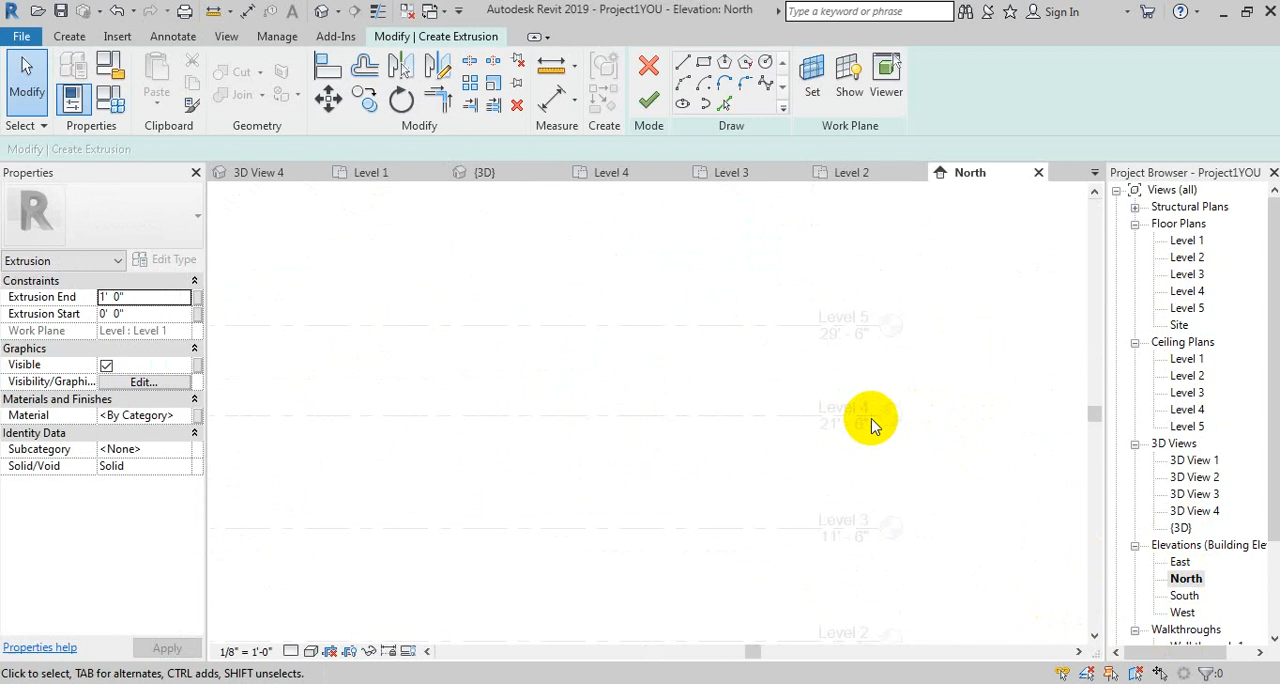 Autodesk Revit 2019 - Project1YOU - Elevation: North
Type a keyword or phrase
Sign In
File
Create
Insert
Annotate
View
Manage
Add-Ins
Modify | Create Extrusion
Modify
Paste
Cut
Join
Set
Show
Viewer
Select
Properties
Clipboard
Geometry
Modify
Measure
Create
Mode
Draw
Work Plane
Modify | Create Extrusion
Properties
3D View 4
Level 1
{3D}
Level 4
Level 3
Level 2
North
Project Browser - Project1YOU
Extrusion
Edit Type
Constraints
Extrusion End 1' 0"
Extrusion Start 0' 0"
Work Plane Level : Level 1
Graphics
Visible
Visibility/Graphi... Edit...
Materials and Finishes
Material <By Category>
Identity Data
Subcategory <None>
Solid/Void Solid
Properties help
Apply
Level 5
29' - 6"
Level 4
21' - 6"
Level 3
11' - 6"
Level 2
1/8" = 1'-0"
Views (all)
Structural Plans
Floor Plans
Level 1
Level 2
Level 3
Level 4
Level 5
Site
Ceiling Plans
Level 1
Level 2
Level 3
Level 4
Level 5
3D Views
3D View 1
3D View 2
3D View 3
3D View 4
{3D}
Elevations (Building Ele
East
North
South
West
Walkthroughs
Click to select, TAB for alternates, CTRL adds, SHIFT unselects.
:0